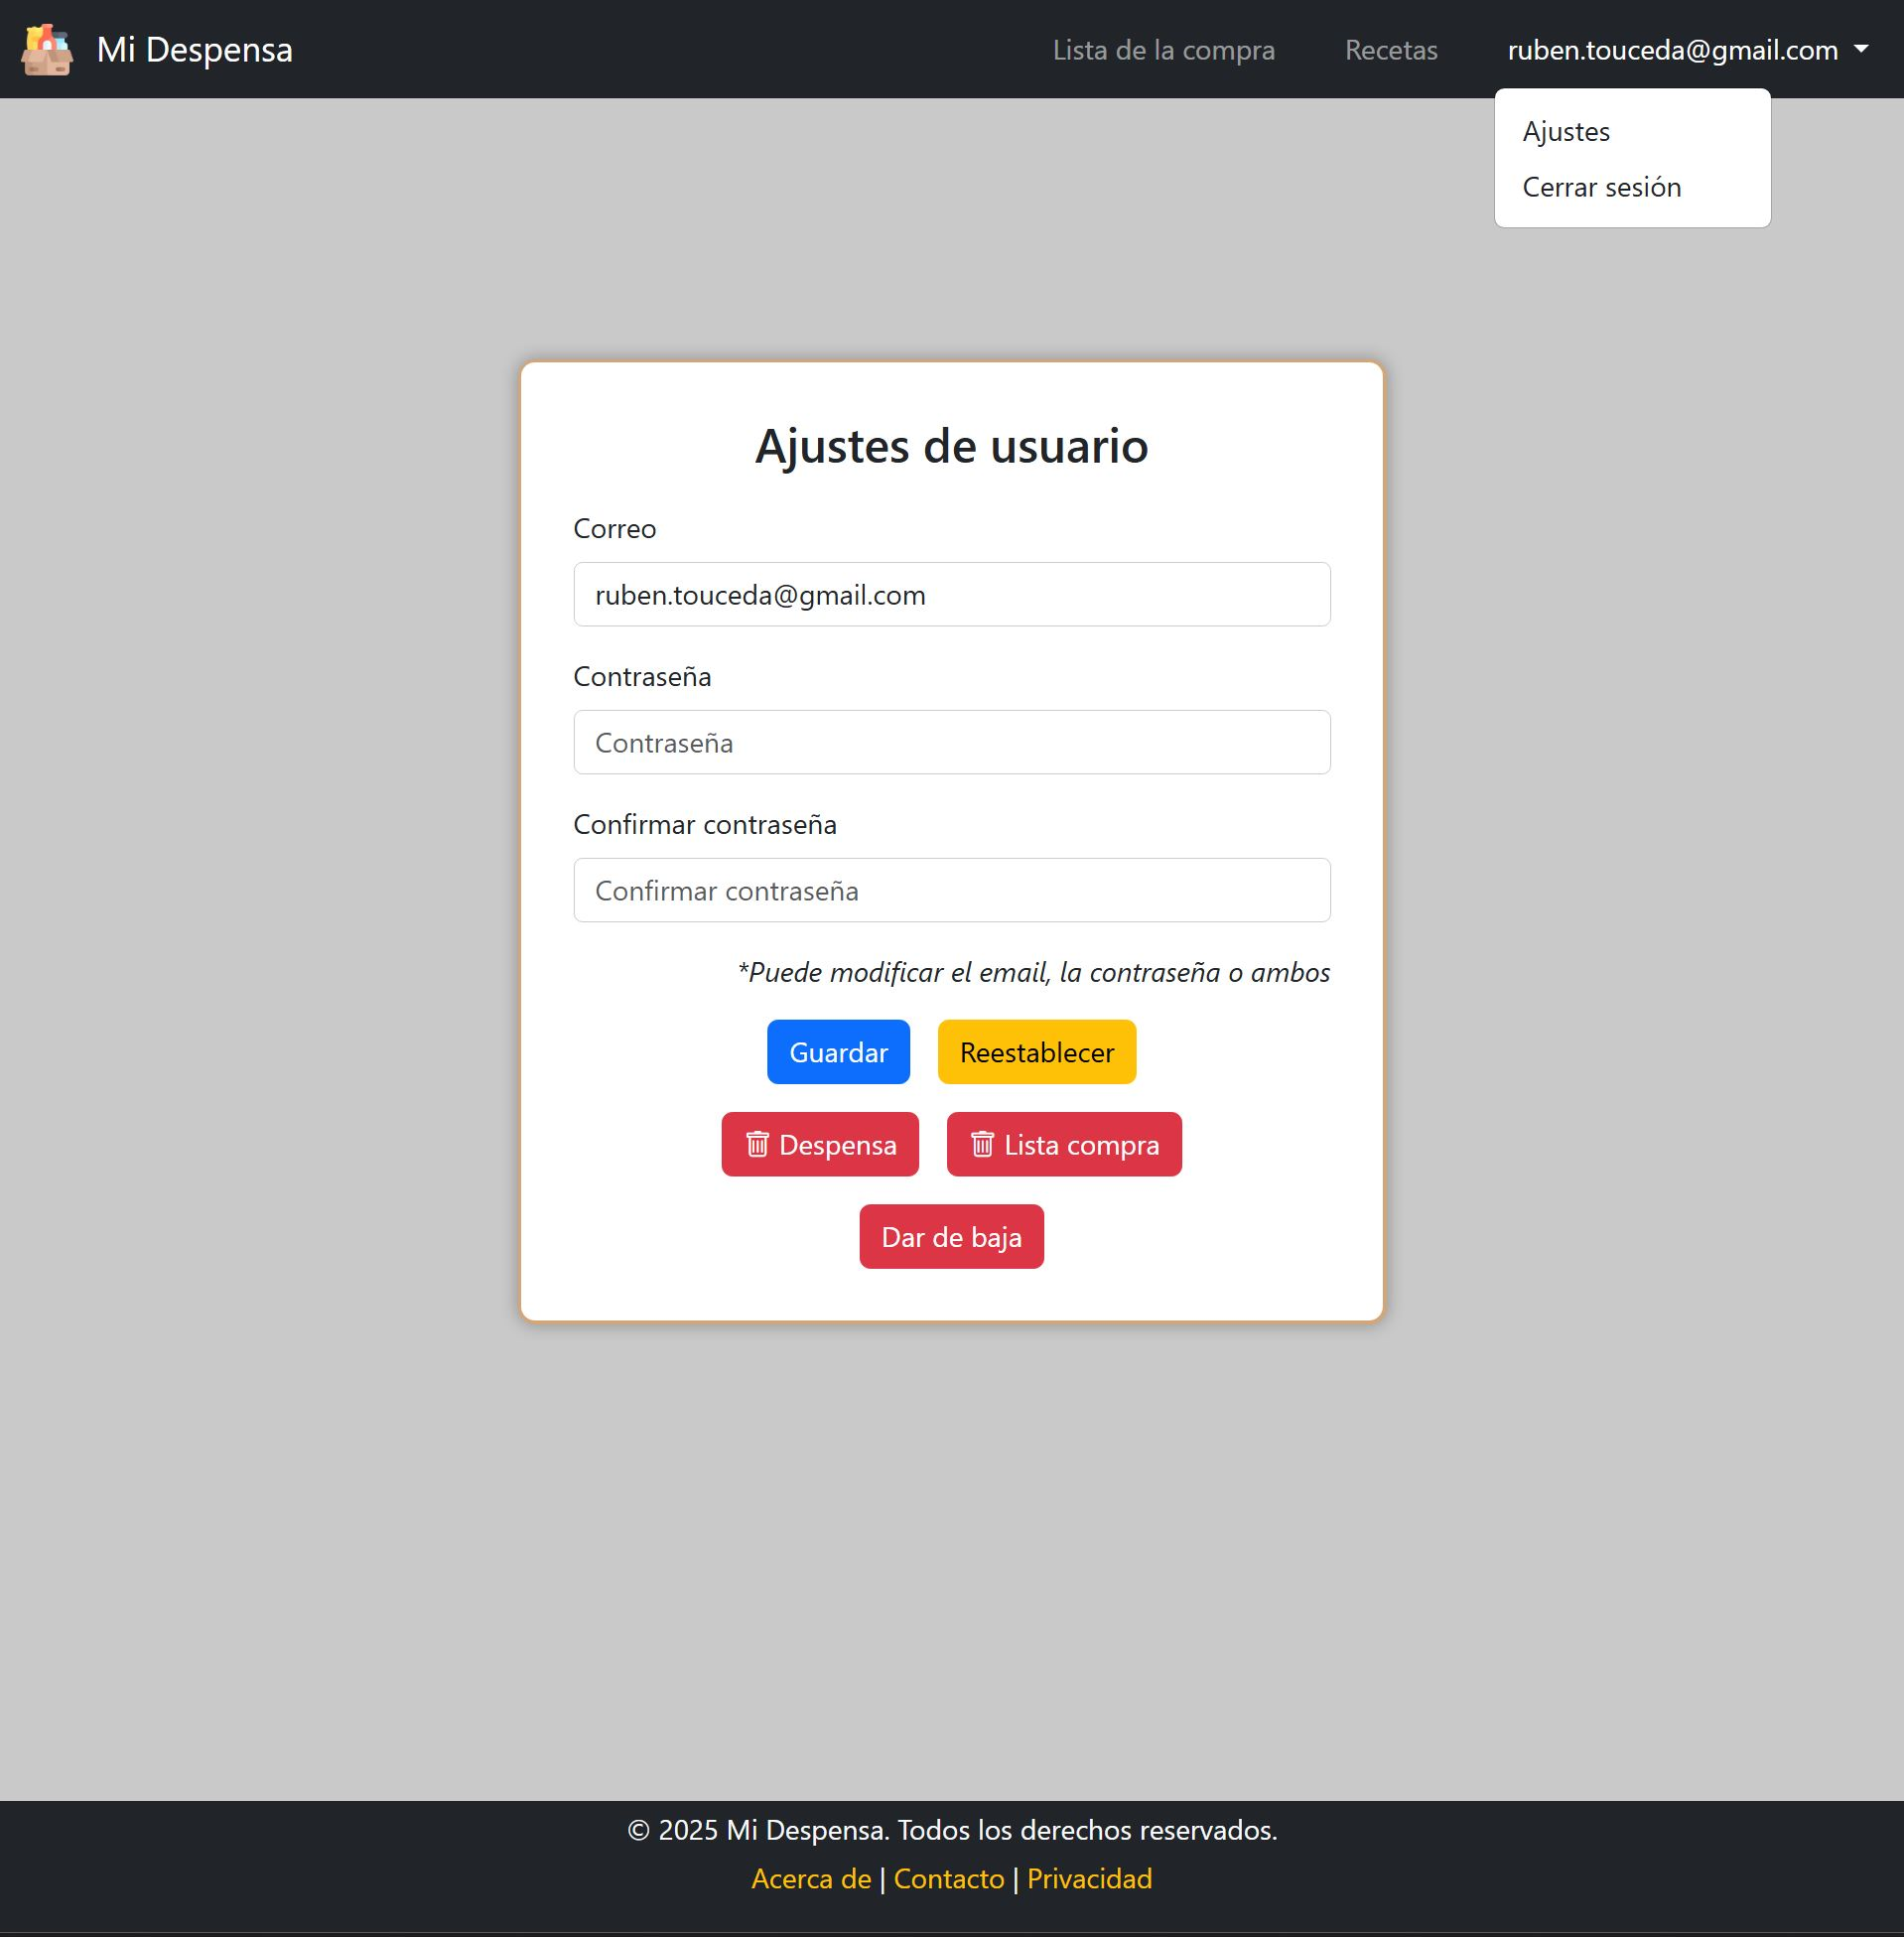 Mi Despensa
Lista de la compra
Recetas
ruben.touceda@gmail.com
Ajustes
Cerrar sesión
Ajustes de usuario
Correo
ruben.touceda@gmail.com
Contraseña
Contraseña
Confirmar contraseña
Confirmar contraseña
*Puede modificar el email, la contraseña o ambos
Guardar
Reestablecer
Despensa
Lista compra
Dar de baja
© 2025 Mi Despensa. Todos los derechos reservados.
Acerca de | Contacto | Privacidad